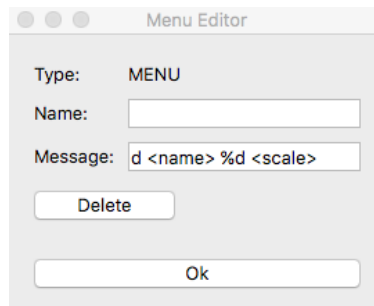 Menu Editor
Type: MENU
Name:
Message: d <name> %d <scale>
Delete
Ok